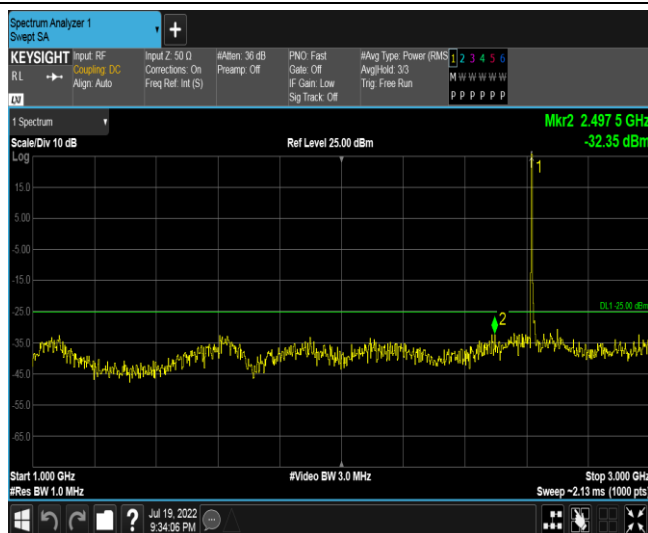 Spectrum Analyzer 1
Swept SA
+
KEYSIGHT
RL
LXI
Input: RF
Coupling: DC
Align: Auto
Input Z: 50 Ω
Corrections: On
Freq Ref: Int (S)
#Atten: 36 dB
Preamp: Off
PNO: Fast
Gate: Off
IF Gain: Low
Sig Track: Off
#Avg Type: Power (RMS
Avg|Hold: 3/3
Trig: Free Run
1 2 3 4 5 6
M W W W W W
P P P P P P
1 Spectrum
Mkr2 2.497 5 GHz
Scale/Div 10 dB
Ref Level 25.00 dBm
-32.35 dBm
Log
1
15.0
5.00
-5.00
-15.0
-25.0
DL1 -25.00 dBm
2
-35.0
-45.0
-55.0
-65.0
Start 1.000 GHz
#Video BW 3.0 MHz
Stop 3.000 GHz
#Res BW 1.0 MHz
Sweep ~2.13 ms (1000 pts)
?
Jul 19, 2022
9:34:06 PM